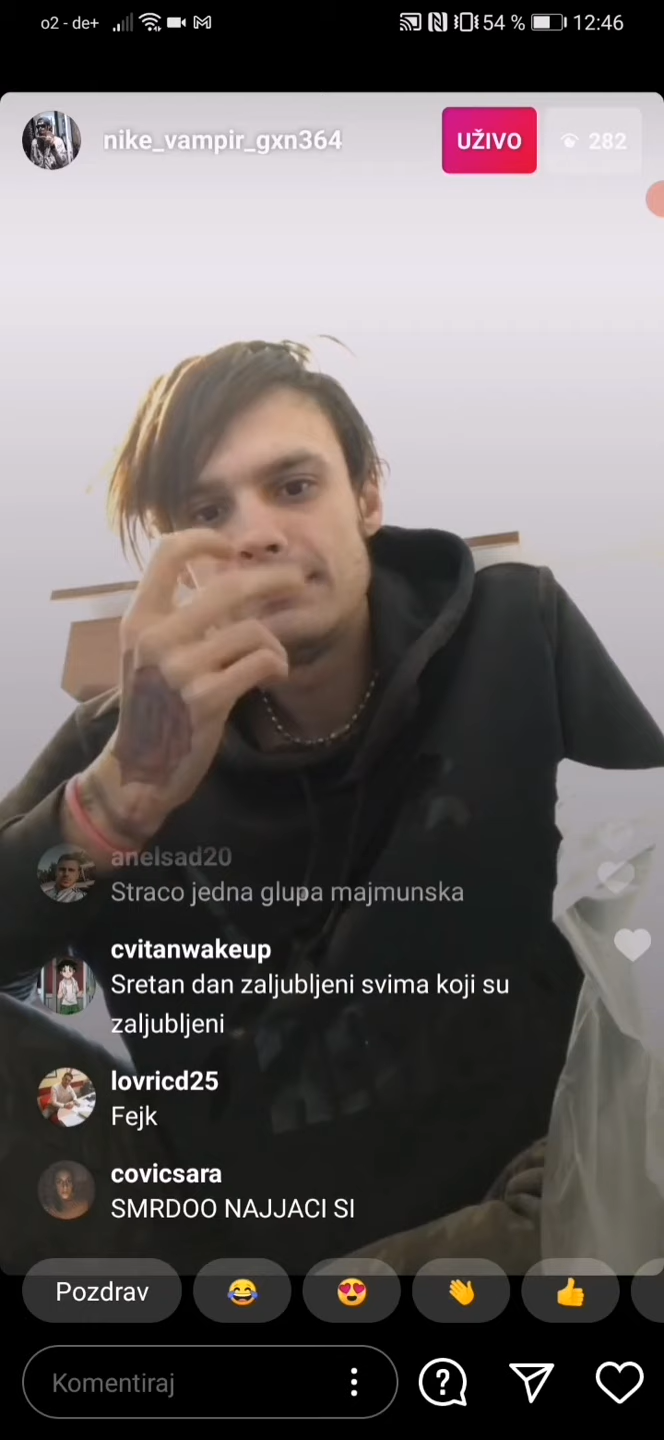 o2 - de+
54 % 12:46
nike_vampir_gxn364
UŽIVO
282
anelsad20
Straco jedna glupa majmunska
cvitanwakeup
Sretan dan zaljubljeni svima koji su
zaljubljeni
lovricd25
Fejk
covicsara
SMRDOO NAJJACI SI
Pozdrav
Komentiraj